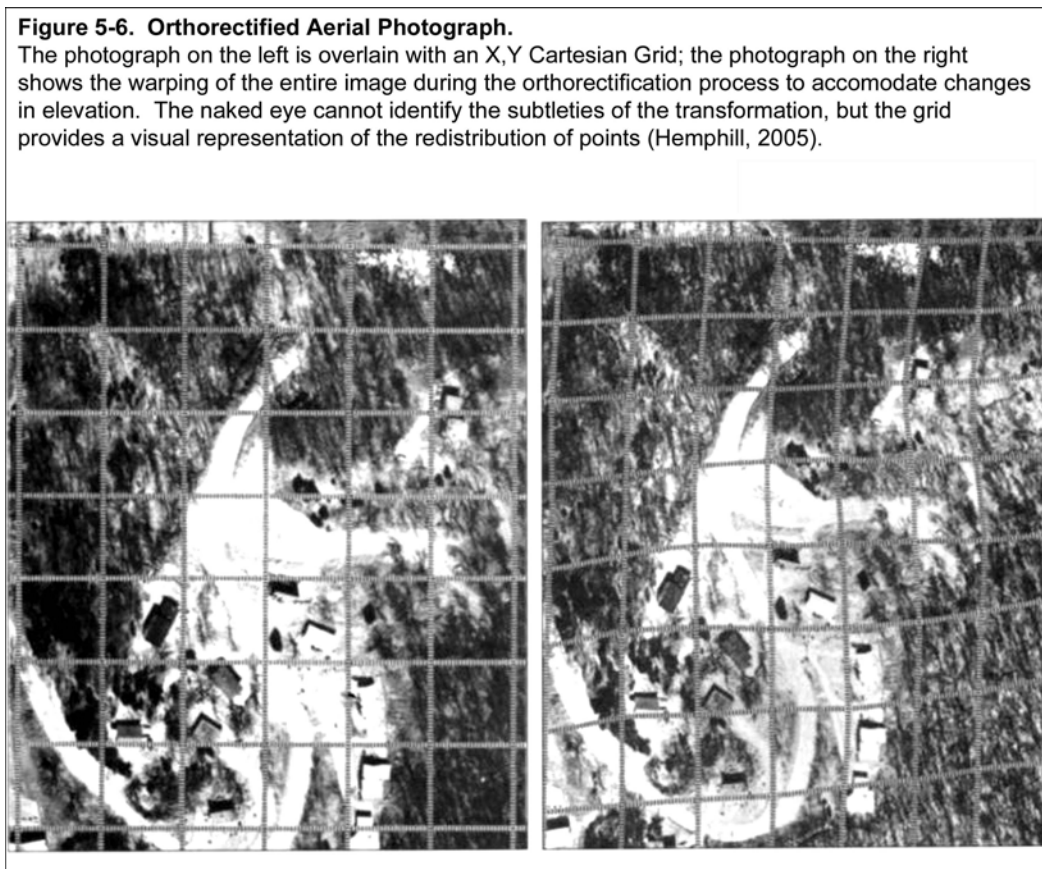 Figure 5-6. Orthorectified Aerial Photograph.
The photograph on the left is overlain with an X,Y Cartesian Grid; the photograph on the right
shows the warping of the entire image during the orthorectification process to accomodate changes
in elevation. The naked eye cannot identify the subtleties of the transformation, but the grid
provides a visual representation of the redistribution of points (Hemphill, 2005).